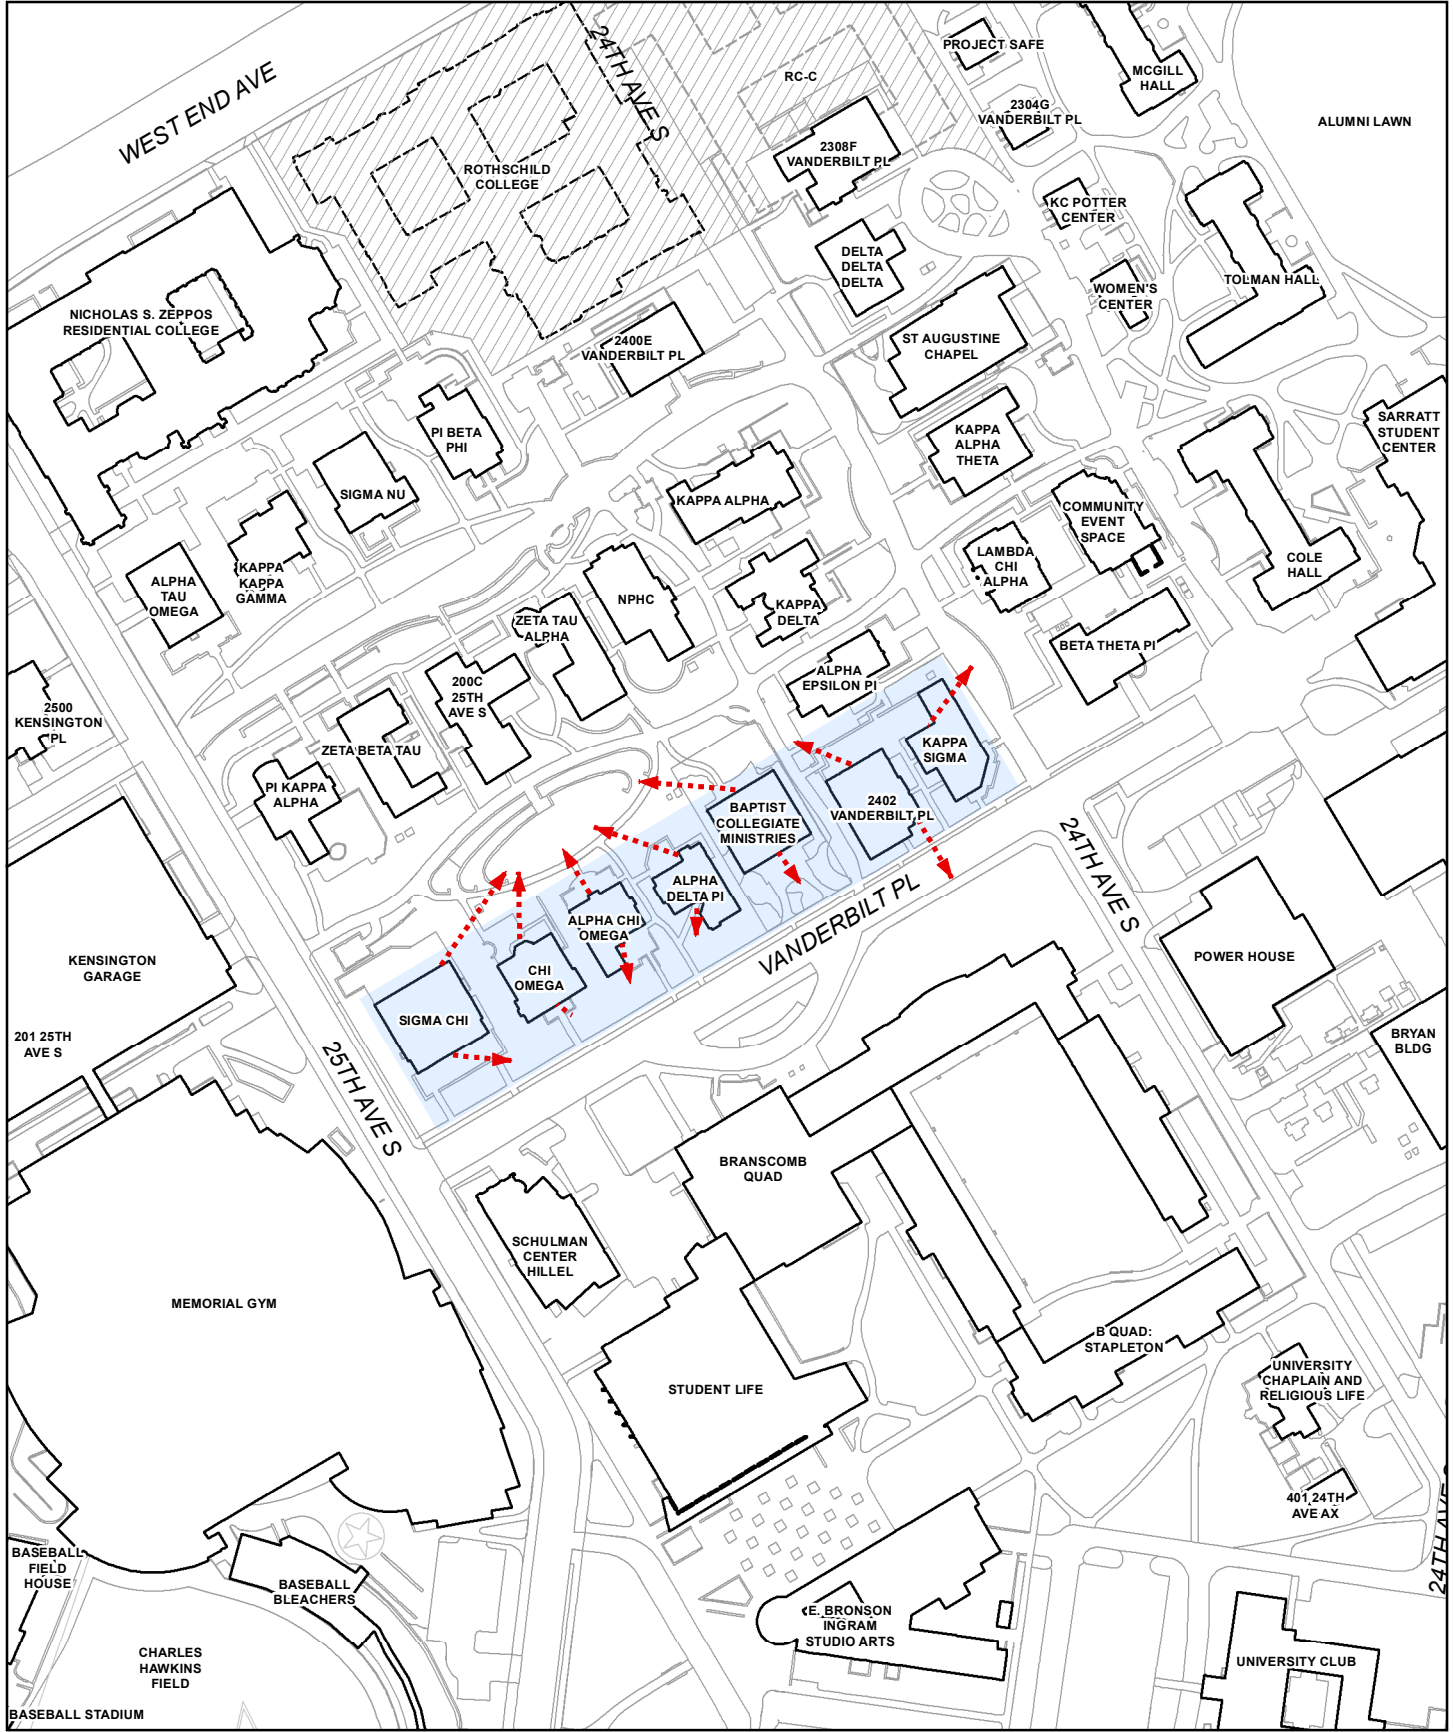 WEST END AVE
24TH AVE S
PROJECT SAFE
RC-C
MCGILL
HALL
2304G
VANDERBILT PL
ALUMNI LAWN
2308F
VANDERBILT PL
ROTHSCHILD
COLLEGE
KC POTTER
CENTER
DELTA
DELTA
DELTA
TOLMAN HALL
WOMEN'S
CENTER
NICHOLAS S. ZEPPOS
RESIDENTIAL COLLEGE
2400E
VANDERBILT PL
ST AUGUSTINE
CHAPEL
SARRATT
STUDENT
CENTER
PI BETA
PHI
KAPPA
ALPHA
THETA
SIGMA NU
KAPPA ALPHA
COMMUNITY
EVENT
SPACE
LAMBDA
CHI
ALPHA
COLE
HALL
ALPHA
TAU
OMEGA
KAPPA
KAPPA
GAMMA
NPHC
KAPPA
DELTA
ZETA TAU
ALPHA
BETA THETA PI
ALPHA
EPSILON PI
200C
25TH
AVE S
2500
KENSINGTON
PL
ZETA BETA TAU
KAPPA
SIGMA
PI KAPPA
ALPHA
BAPTIST
COLLEGIATE
MINISTRIES
2402
VANDERBILT PL
24TH AVE S
ALPHA
DELTA PI
ALPHA CHI
OMEGA
VANDERBILT PL
KENSINGTON
GARAGE
POWER HOUSE
CHI
OMEGA
SIGMA CHI
201 25TH
AVE S
BRYAN
BLDG
25TH AVE S
BRANSCOMB
QUAD
SCHULMAN
CENTER
HILLEL
MEMORIAL GYM
B QUAD:
STAPLETON
STUDENT LIFE
UNIVERSITY
CHAPLAIN AND
RELIGIOUS LIFE
401 24TH
AVE AX
24TH AVE S
BASEBALL
FIELD
HOUSE
BASEBALL
BLEACHERS
E. BRONSON
INGRAM
STUDIO ARTS
CHARLES
HAWKINS
FIELD
UNIVERSITY CLUB
BASEBALL STADIUM